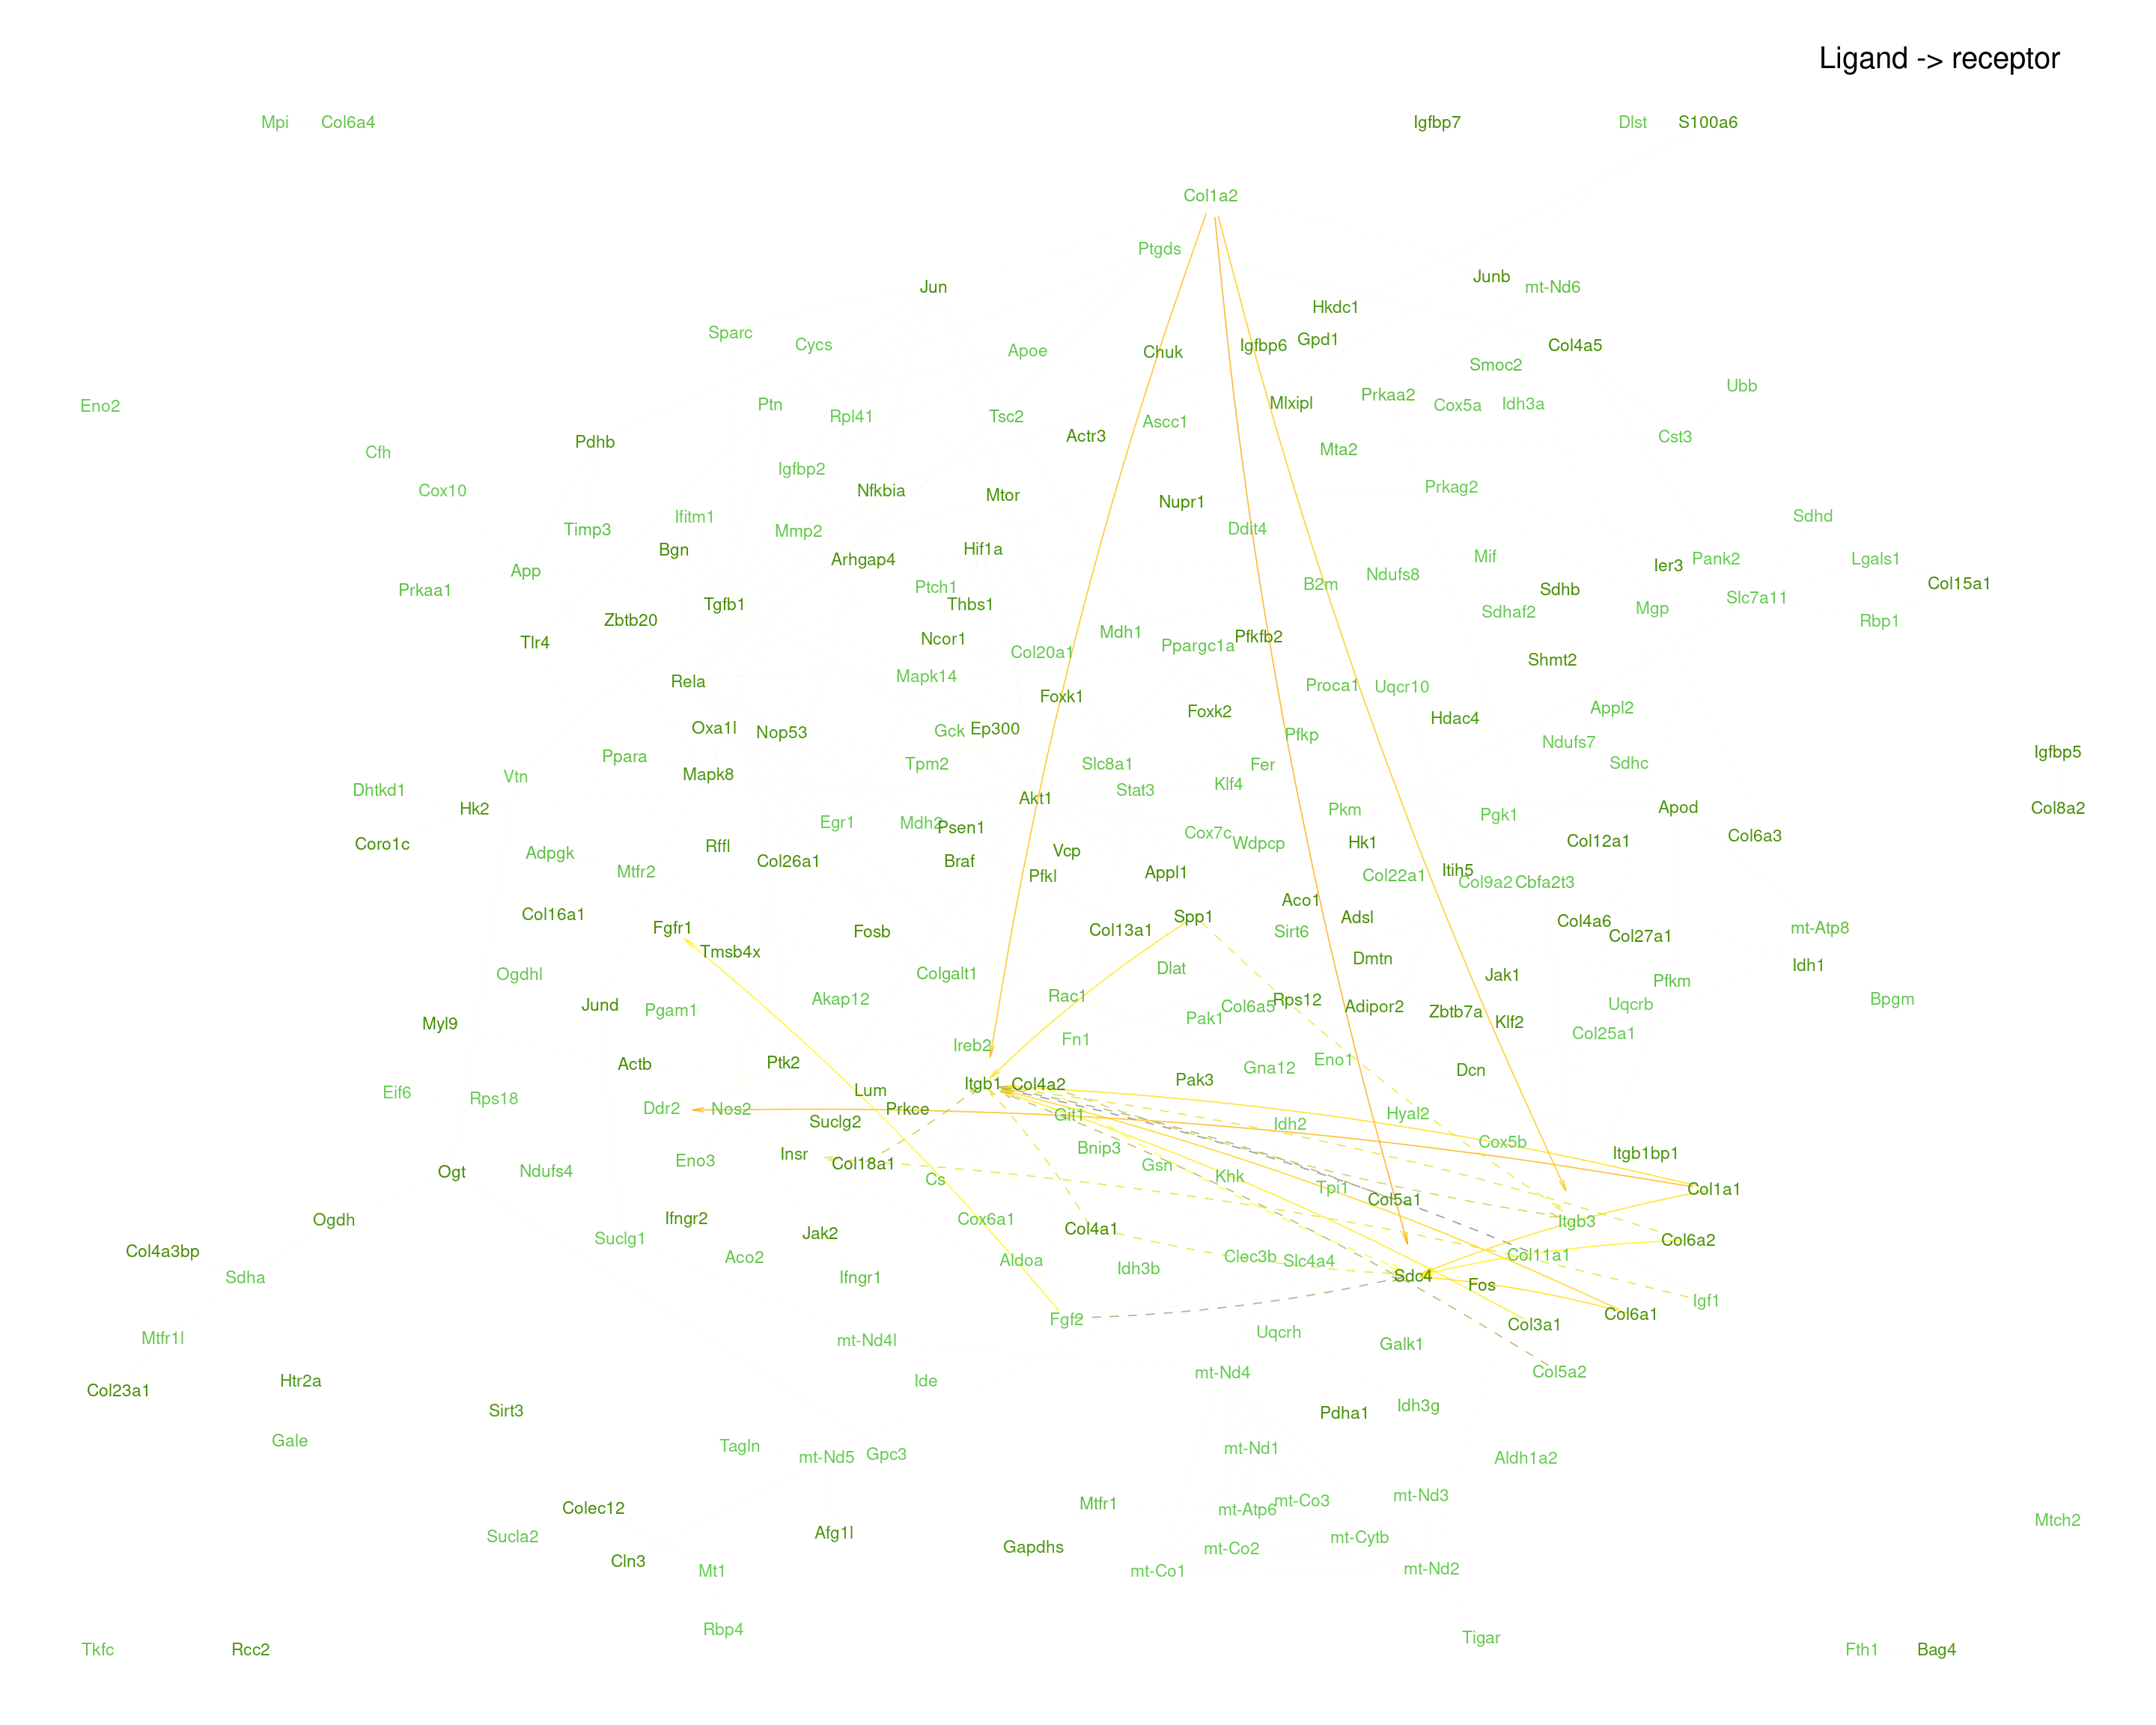 Ligand -> receptor
Mpi Col6a4 Igfbp7 Dlst S100a6
Col1a2
Ptgds
Jun Junb mt-Nd6
Hkdc1
Sparc Cycs Apoe Chuk Igfbp6 Gpd1 Col4a5
Smoc2
Eno2 Ptn Rpl41 Tsc2 Mlxipl Prkaa2 Cox5a Idh3a Ubb
Ascc1
Cfh Pdhb Actr3 Mta2 Cst3
Igfbp2
Cox10 Nfkbia Mtor Nupr1 Prkag2
Timp3 Ifitm1 Mmp2 Ddit4 Sdhd
Bgn Arhgap4 Hif1a Mif Ier3 Pank2 Lgals1
App Ndufs8
Prkaa1 Ptch1 B2m Sdhb Col15a1
Tgfb1 Thbs1 Sdhaf2 Mgp Slc7a11
Zbtb20 Rbp1
Tlr4 Ncor1 Col20a1 Mdh1 Ppargc1a Pfkfb2
Shmt2
Rela Mapk14 Foxk1 Proca1 Uqcr10
Foxk2 Hdac4 Appl2
Oxa1l Nop53 Gck Ep300 Pfkp Ndufs7
Ppara Tpm2 Slc8a1 Fer Sdhc Igfbp5
Dhtkd1 Vtn Mapk8 Akt1 Stat3 Klf4
Hk2 Egr1 Mdh2 Psen1 Pkm Pgk1 Apod Col8a2
Coro1c Adpgk Rffl Col26a1 Braf Vcp Cox7c Wdpcp Hk1 Col12a1 Col6a3
Mtfr2 Pfkl Appl1 Col22a1 Itih5 Col9a2 Cbfa2t3
Aco1
Col16a1 Fgfr1 Fosb Col13a1 Spp1 Sirt6 Adsl Col4a6 Col27a1 mt-Atp8
Tmsb4x
Ogdhl Colgalt1 Dlat Dmtn Jak1 Pfkm Idh1
Jund Pgam1 Akap12 Rac1 Pak1 Col6a5 Rps12 Adipor2 Zbtb7a Klf2 Uqcrb Bpgm
Myl9 Ireb2 Fn1 Col25a1
Actb Ptk2 Gna12 Eno1 Dcn
Eif6 Rps18 Lum Itgb1 Col4a2 Pak3
Ddr2 Nos2 Suclg2 Prkce Git1 Idh2 Hyal2
Eno3 Insr Col18a1 Bnip3 Gsn Cox5b Itgb1bp1
Ogt Ndufs4 Cs Khk Tpi1 Col5a1 Col1a1
Ogdh Ifngr2 Cox6a1 Col4a1 Itgb3
Col4a3bp Suclg1 Aco2 Jak2 Aldoa Clec3b Slc4a4 Col11a1 Col6a2
Sdha Ifngr1 Idh3b Sdc4 Fos
Igf1
Mtfr1l mt-Nd4l Fgf2 Uqcrh Galk1 Col3a1 Col6a1
Col23a1 Htr2a Ide mt-Nd4 Col5a2
Sirt3 Pdha1 Idh3g
Gale Tagln mt-Nd5 Gpc3 mt-Nd1 Aldh1a2
Colec12 Mtfr1 mt-Atp6 mt-Co3 mt-Nd3
Sucla2 Afg1l Gapdhs mt-Co2 mt-Cytb Mtch2
Cln3 Mt1 mt-Co1 mt-Nd2
Rbp4 Tigar
Tkfc Rcc2 Fth1 Bag4